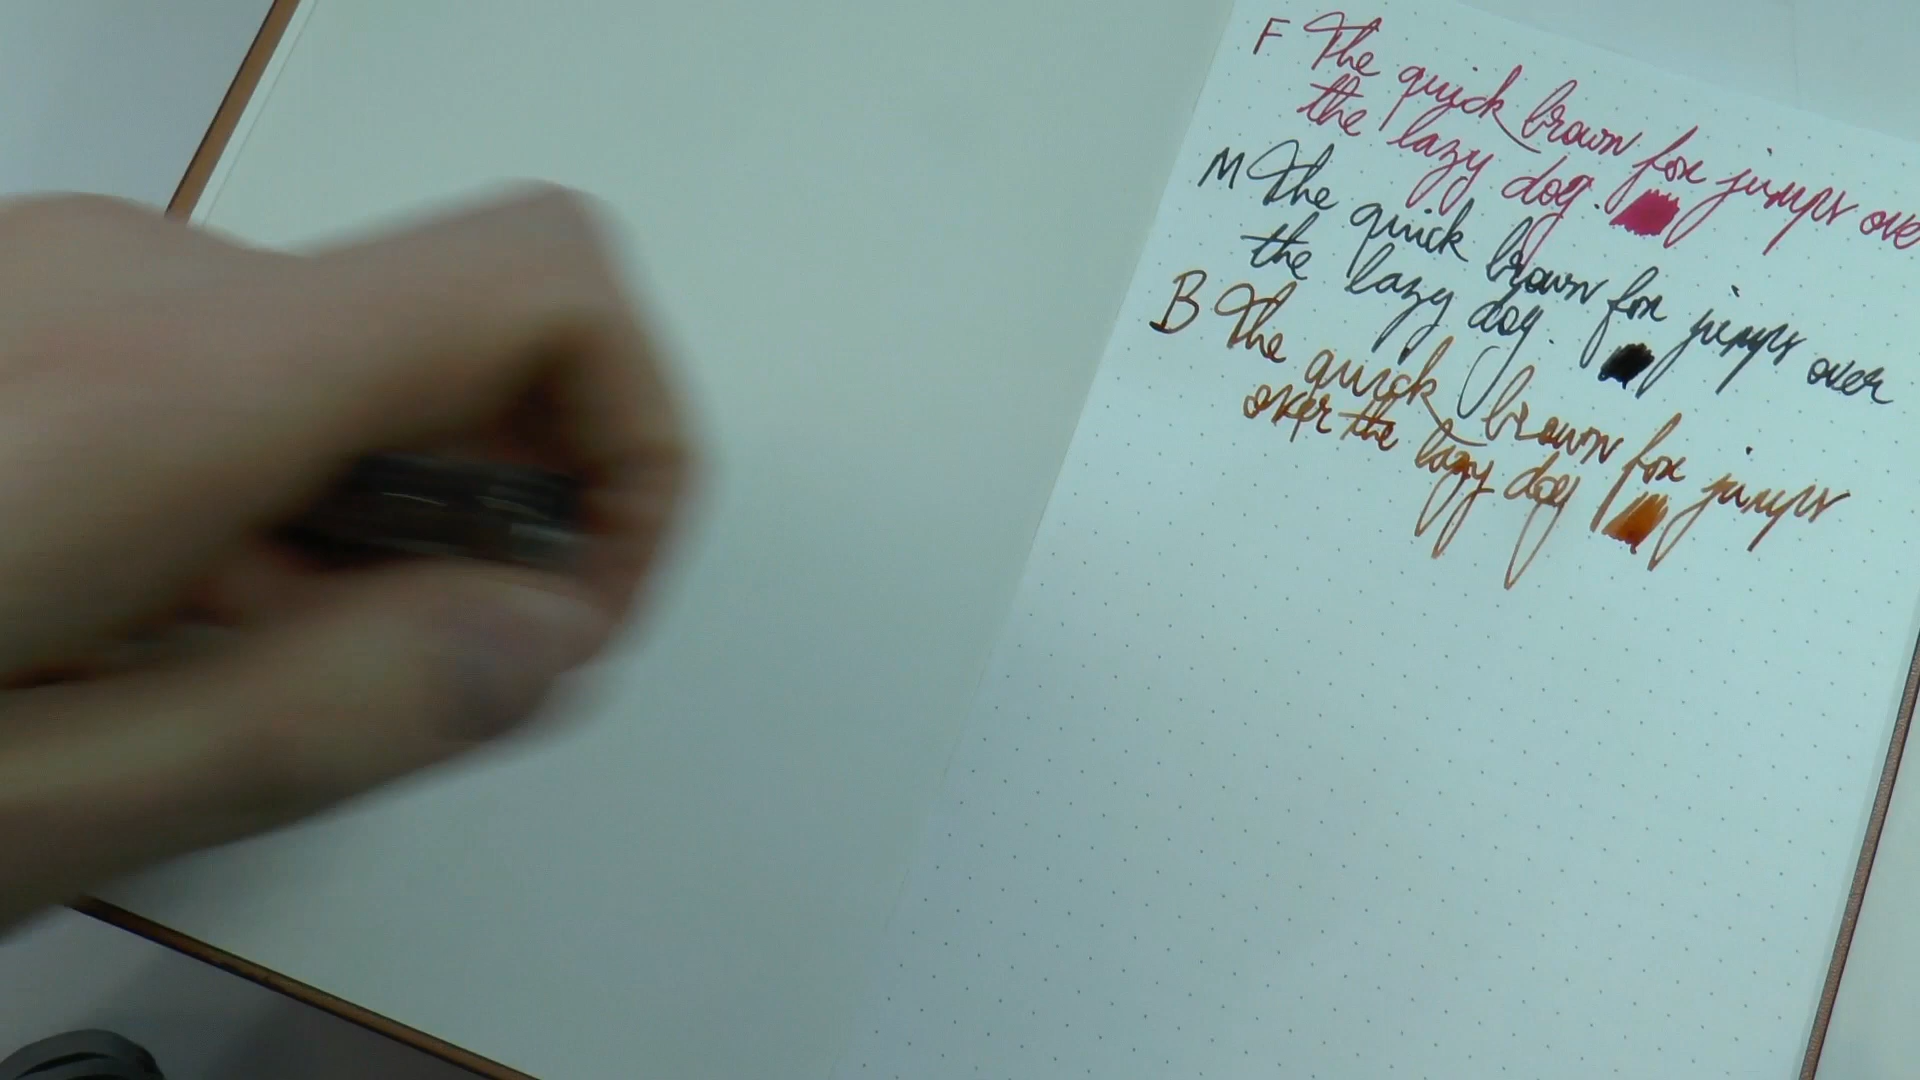 F The quick brown fox jumps ove
the lazy dog.
M The quick brown fox jumps over
the lazy dog.
B The quick brown fox jumps
over the lazy dog